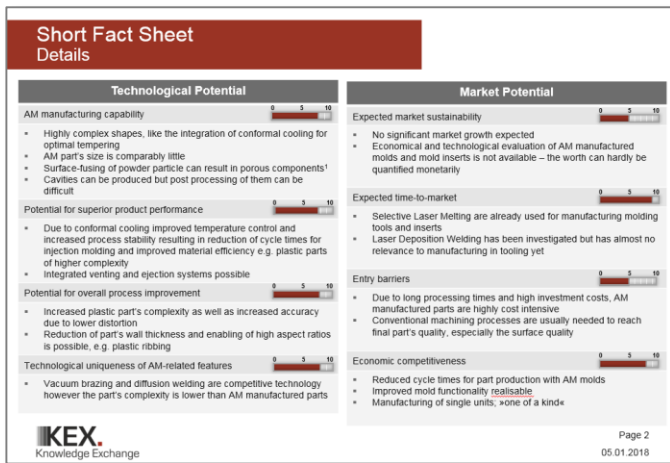 Short Fact Sheet
Details
Technological Potential
AM manufacturing capability
0 5 10
▪ Highly complex shapes, like the integration of conformal cooling for
optimal tempering
▪ AM part's size is comparably little
▪ Surface-fusing of powder particle can result in porous components¹
▪ Cavities can be produced but post processing of them can be
difficult
Potential for superior product performance
0 5 10
▪ Due to conformal cooling improved temperature control and
increased process stability resulting in reduction of cycle times for
injection molding and improved material efficiency e.g. plastic parts
of higher complexity
▪ Integrated venting and ejection systems possible
Potential for overall process improvement
0 5 10
▪ Increased plastic part's complexity as well as increased accuracy
due to lower distortion
▪ Reduction of part's wall thickness and enabling of high aspect ratios
is possible, e.g. plastic ribbing
Technological uniqueness of AM-related features
0 5 10
▪ Vacuum brazing and diffusion welding are competitive technology
however the part's complexity is lower than AM manufactured parts
Market Potential
Expected market sustainability
0 5 10
▪ No significant market growth expected
▪ Economical and technological evaluation of AM manufactured
molds and mold inserts is not available – the worth can hardly be
quantified monetarily
Expected time-to-market
0 5 10
▪ Selective Laser Melting are already used for manufacturing molding
tools and inserts
▪ Laser Deposition Welding has been investigated but has almost no
relevance to manufacturing in tooling yet
Entry barriers
0 5 10
▪ Due to long processing times and high investment costs, AM
manufactured parts are highly cost intensive
▪ Conventional machining processes are usually needed to reach
final part's quality, especially the surface quality
Economic competitiveness
0 5 10
▪ Reduced cycle times for part production with AM molds
▪ Improved mold functionality realisable
▪ Manufacturing of single units; »one of a kind«
KEX.
Knowledge Exchange
Page 2
05.01.2018